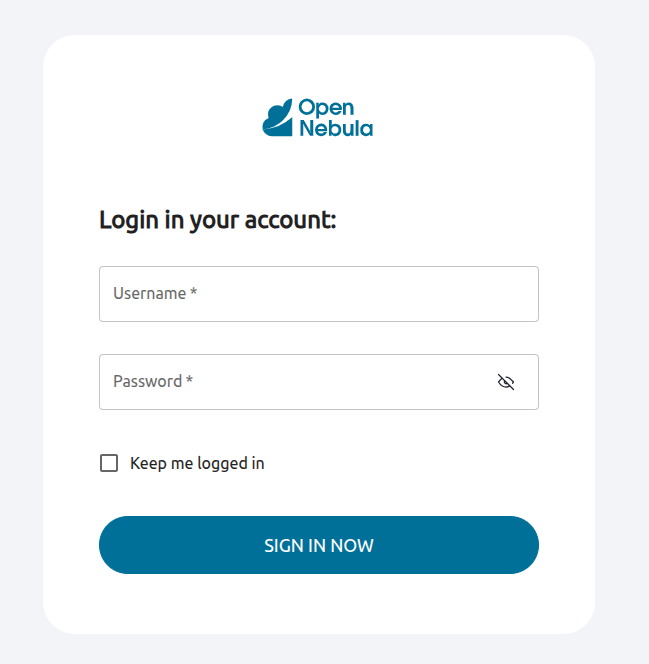 Open
Nebula
Login in your account:
Username *
Password *
Keep me logged in
SIGN IN NOW